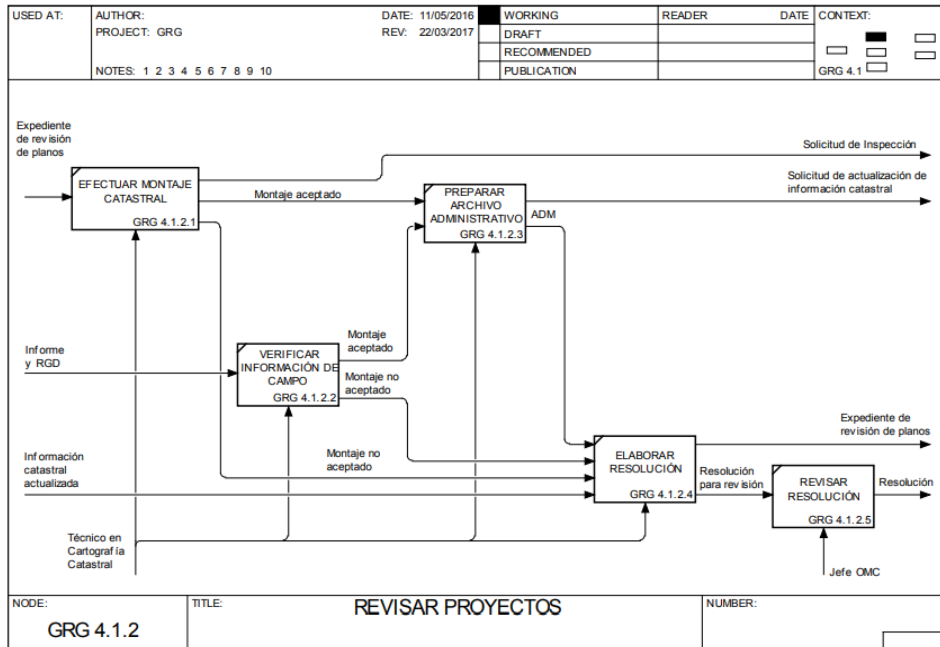 USED AT:
AUTHOR:
DATE: 11/05/2016
WORKING
READER
DATE
CONTEXT:
PROJECT: GRG
REV: 22/03/2017
DRAFT
RECOMMENDED
NOTES: 1 2 3 4 5 6 7 8 9 10
PUBLICATION
GRG 4.1
Expediente
de revisión
de planos
Solicitud de Inspección
EFECTUAR MONTAJE
CATASTRAL
GRG 4.1.2.1
Montaje aceptado
PREPARAR
ARCHIVO
ADMINISTRATIVO
GRG 4.1.2.3
ADM
Solicitud de actualización de
información catastral
Informe
y RGD
VERIFICAR
INFORMACIÓN DE
CAMPO
GRG 4.1.2.2
Montaje
aceptado
Montaje no
aceptado
Expediente de
revisión de planos
Información
catastral
actualizada
Montaje no
aceptado
ELABORAR
RESOLUCIÓN
GRG 4.1.2.4
Resolución
para revisión
REVISAR
RESOLUCIÓN
GRG 4.1.2.5
Resolución
Técnico en
Cartografía
Catastral
Jefe OMC
NODE:
TITLE:
REVISAR PROYECTOS
NUMBER:
GRG 4.1.2